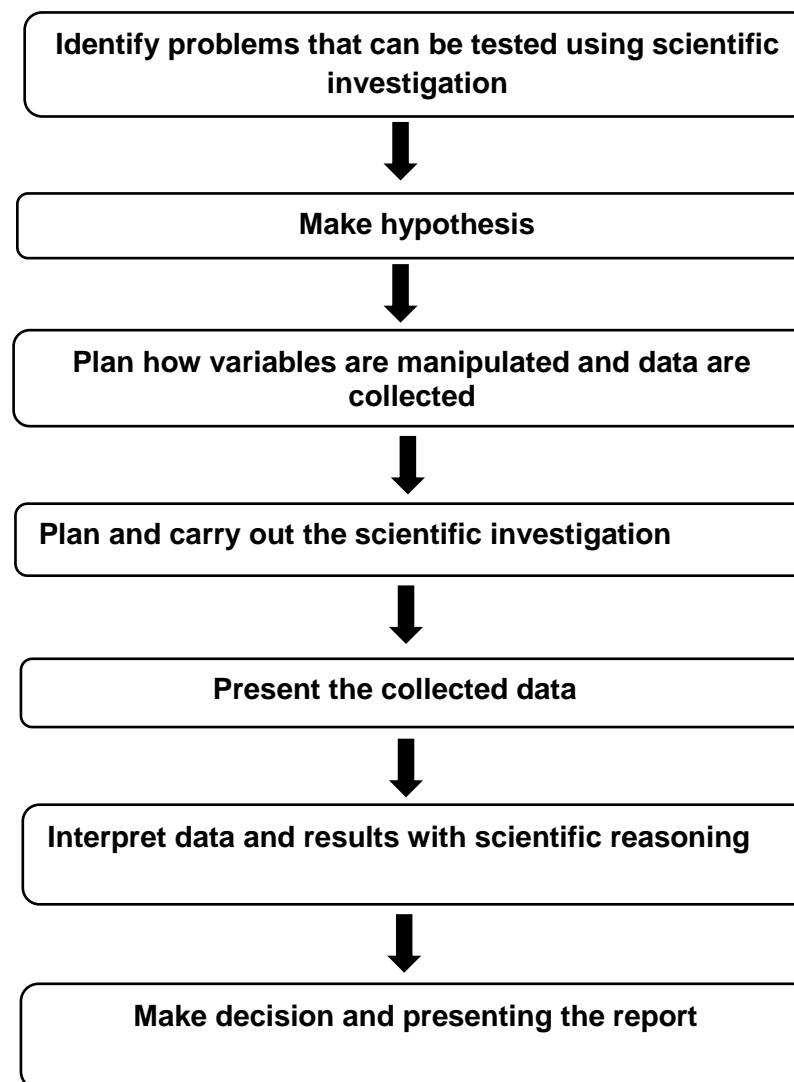 Identify problems that can be tested using scientific
investigation
Make hypothesis
Plan how variables are manipulated and data are
collected
Plan and carry out the scientific investigation
Present the collected data
Interpret data and results with scientific reasoning
Make decision and presenting the report